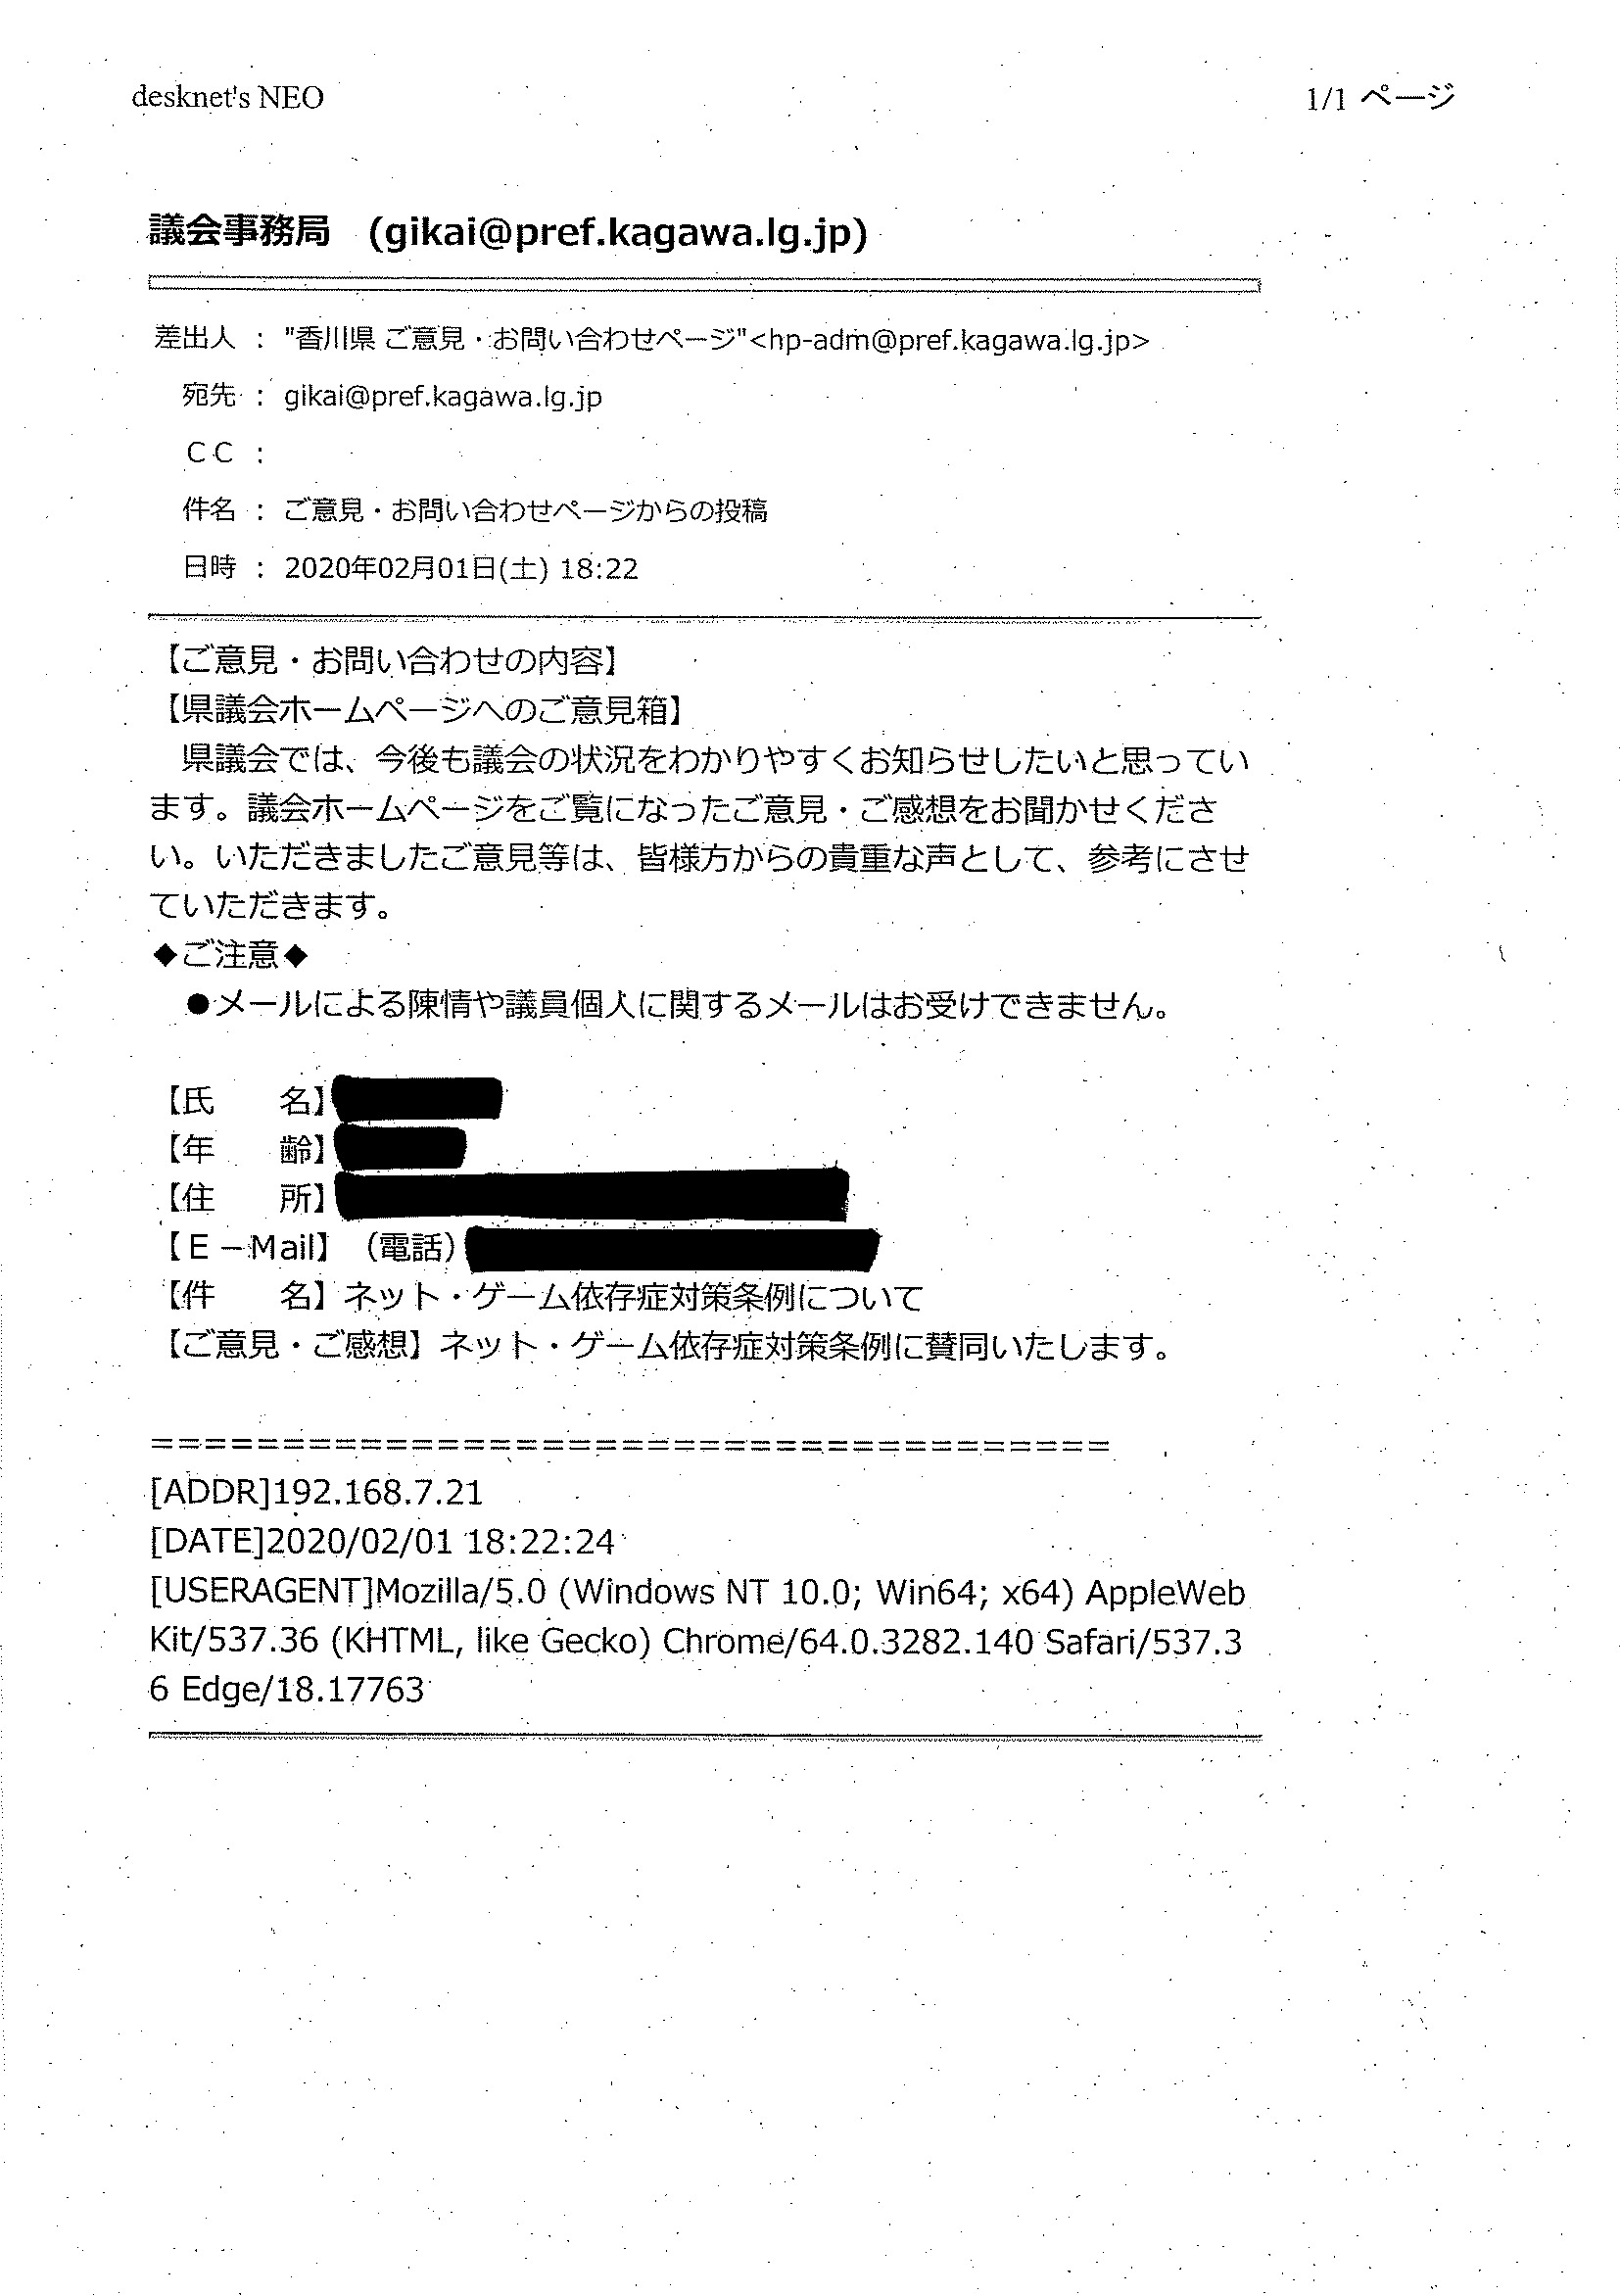 desknet's NEO
1/1 ページ
議会事務局　(gikai@pref.kagawa.lg.jp)
差出人 : "香川県 ご意見・お問い合わせページ"<hp-adm@pref.kagawa.lg.jp>
宛先 : gikai@pref.kagawa.lg.jp
ＣＣ :
件名 : ご意見・お問い合わせページからの投稿
日時 : 2020年02月01日(土) 18:22
【ご意見・お問い合わせの内容】
【県議会ホームページへのご意見箱】
　県議会では、今後も議会の状況をわかりやすくお知らせしたいと思ってい
ます。議会ホームページをご覧になったご意見・ご感想をお聞かせくださ
い。いただきましたご意見等は、皆様方からの貴重な声として、参考にさせ
ていただきます。
◆ご注意◆
　●メールによる陳情や議員個人に関するメールはお受けできません。
【氏　　名】
【年　　齢】
【住　　所】
【Ｅ－Mail】（電話）
【件　　名】ネット・ゲーム依存症対策条例について
【ご意見・ご感想】ネット・ゲーム依存症対策条例に賛同いたします。
=====================================
[ADDR]192.168.7.21
[DATE]2020/02/01 18:22:24
[USERAGENT]Mozilla/5.0 (Windows NT 10.0; Win64; x64) AppleWeb
Kit/537.36 (KHTML, like Gecko) Chrome/64.0.3282.140 Safari/537.3
6 Edge/18.17763